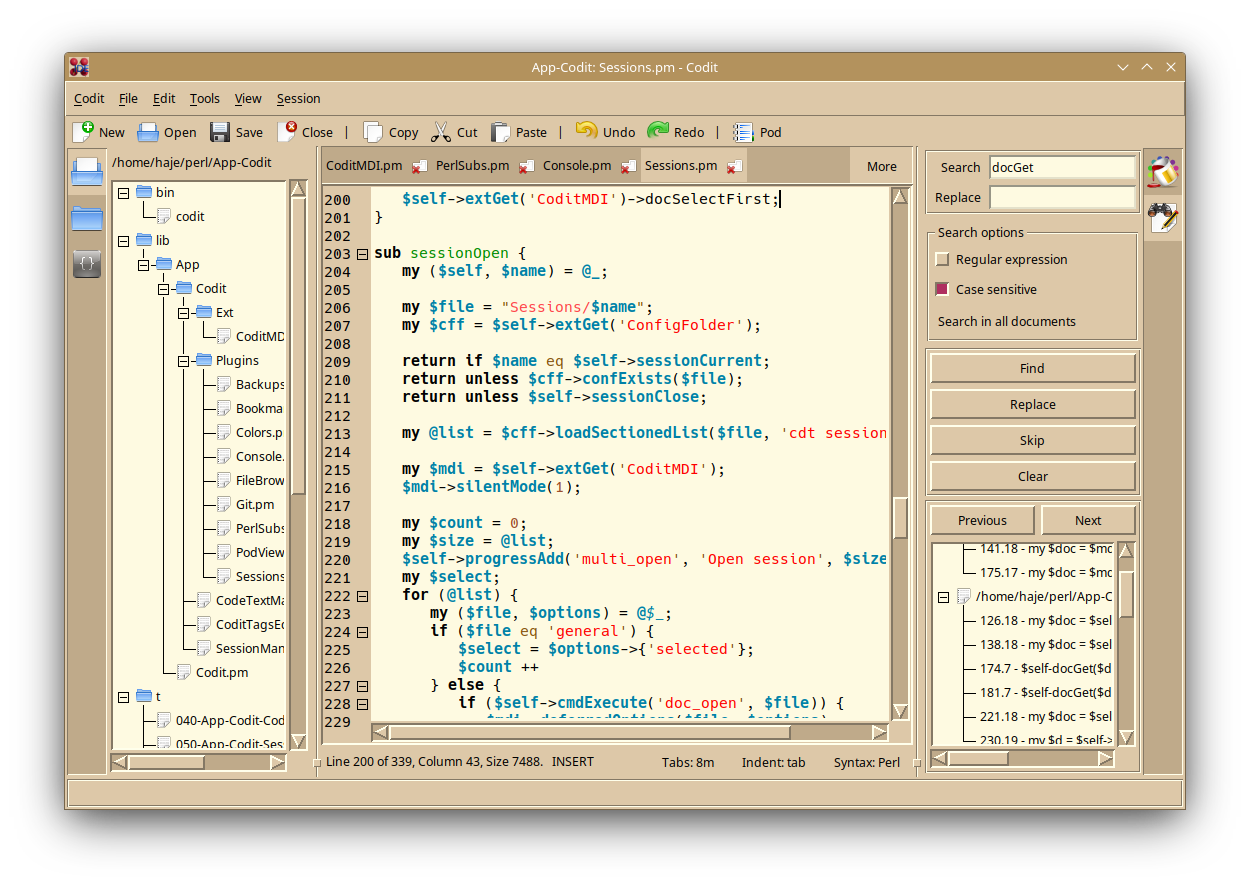 App-Codit: Sessions.pm - Codit
Codit File Edit Tools View Session
New Open Save Close | Copy Cut Paste | Undo Redo | Pod
/home/haje/perl/App-Codit
bin
codit
lib
App
Codit
Ext
CoditMD
Plugins
Backups
Bookma
Colors.p
Console.
FileBrow
Git.pm
PerlSubs
PodView
Sessions
CodeTextMa
CoditTagsEd
SessionMan
Codit.pm
t
040-App-Codit-Cod
050-App-Codit-Ses
CoditMDI.pm PerlSubs.pm Console.pm Sessions.pm More
200 $self->extGet('CoditMDI')->docSelectFirst;
201 }
202
203 sub sessionOpen {
204 my ($self, $name) = @_;
205
206 my $file = "Sessions/$name";
207 my $cff = $self->extGet('ConfigFolder');
208
209 return if $name eq $self->sessionCurrent;
210 return unless $cff->confExists($file);
211 return unless $self->sessionClose;
212
213 my @list = $cff->loadSectionedList($file, 'cdt session
214
215 my $mdi = $self->extGet('CoditMDI');
216 $mdi->silentMode(1);
217
218 my $count = 0;
219 my $size = @list;
220 $self->progressAdd('multi_open', 'Open session', $size
221 my $select;
222 for (@list) {
223 my ($file, $options) = @$_;
224 if ($file eq 'general') {
225 $select = $options->{'selected'};
226 $count ++
227 } else {
228 if ($self->cmdExecute('doc_open', $file)) {
229 $mdi->deferredOptions($file, $options)
Line 200 of 339, Column 43, Size 7488. INSERT Tabs: 8m Indent: tab Syntax: Perl
Search docGet
Replace
Search options
Regular expression
Case sensitive
Search in all documents
Find
Replace
Skip
Clear
Previous Next
141.18 - my $doc = $mc
175.17 - my $doc = $mc
/home/haje/perl/App-C
126.18 - my $doc = $sel
138.18 - my $doc = $sel
174.7 - $self-docGet($d
181.7 - $self-docGet($d
221.18 - my $doc = $sel
230.19 - my $d = $self->